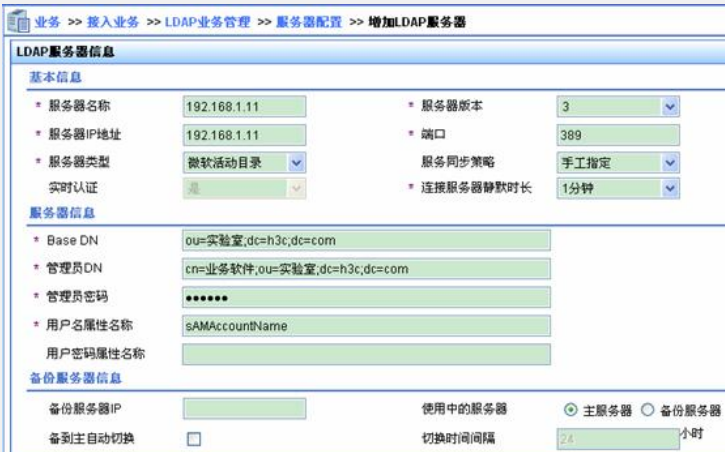 业务 >> 接入业务 >> LDAP业务管理 >> 服务器配置 >> 增加LDAP服务器
LDAP服务器信息
基本信息
* 服务器名称 192.168.1.11 * 服务器版本 3
* 服务器IP地址 192.168.1.11 * 端口 389
* 服务器类型 微软活动目录 服务同步策略 手工指定
实时认证 是 * 连接服务器静默时长 1分钟
服务器信息
* Base DN ou=实验室;dc=h3c;dc=com
* 管理员DN cn=业务软件;ou=实验室;dc=h3c;dc=com
* 管理员密码 ●●●●●●
* 用户名属性名称 sAMAccountName
用户密码属性名称
备份服务器信息
备份服务器IP 使用中的服务器 主服务器 备份服务器
备到主自动切换 切换时间间隔 24 小时